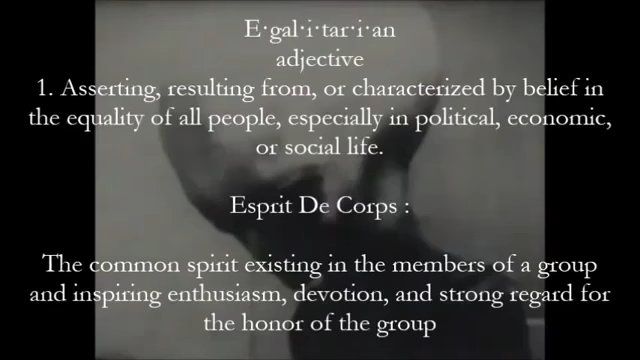 E·gal·i·tar·i·an
adjective
1. Asserting, resulting from, or characterized by belief in
the equality of all people, especially in political, economic,
or social life.
Esprit De Corps :
The common spirit existing in the members of a group
and inspiring enthusiasm, devotion, and strong regard for
the honor of the group